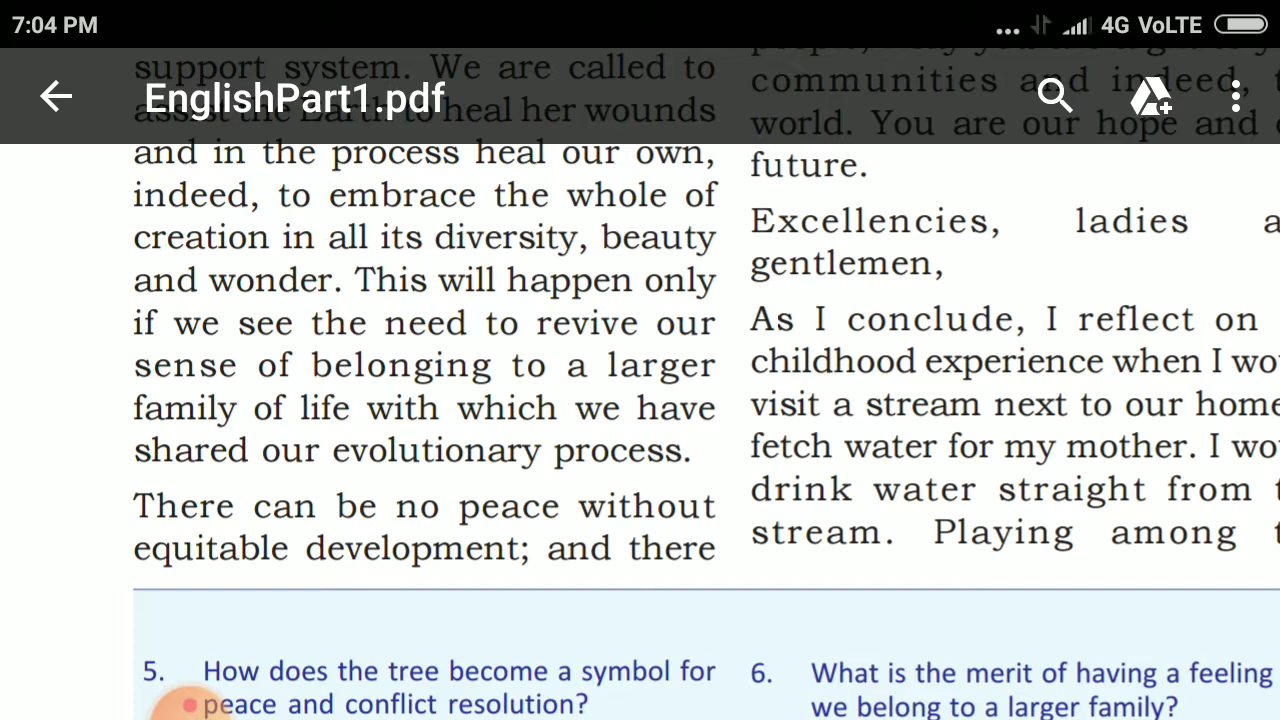 7:04 PM
4G VoLTE
EnglishPart1.pdf
support system. We are called to
assist the Earth to heal her wounds
and in the process heal our own,
indeed, to embrace the whole of
creation in all its diversity, beauty
and wonder. This will happen only
if we see the need to revive our
sense of belonging to a larger
family of life with which we have
shared our evolutionary process.
There can be no peace without
equitable development; and there
communities and indeed,
world. You are our hope and
future.
Excellencies, ladies
gentlemen,
As I conclude, I reflect on
childhood experience when I
visit a stream next to our
fetch water for my mother. I
drink water straight from
stream. Playing among
5. How does the tree become a symbol for
peace and conflict resolution?
6. What is the merit of having a feeling
we belong to a larger family?